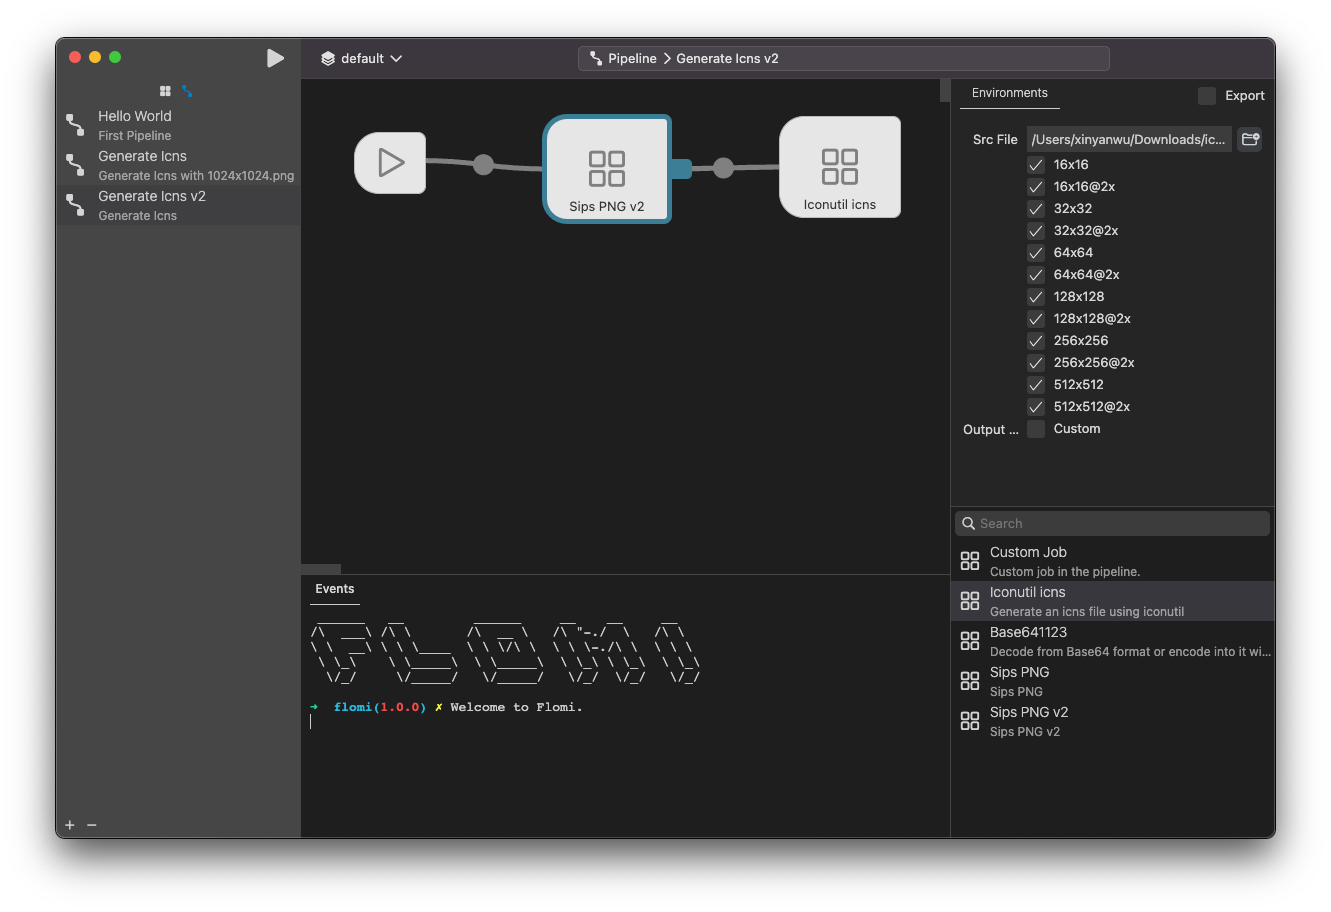 default
Pipeline > Generate Icns v2
Hello World
First Pipeline
Generate Icns
Generate Icns with 1024x1024.png
Generate Icns v2
Generate Icns
Sips PNG v2
Iconutil icns
Environments
Export
Src File /Users/xinyanwu/Downloads/ic...
16x16
16x16@2x
32x32
32x32@2x
64x64
64x64@2x
128x128
128x128@2x
256x256
256x256@2x
512x512
512x512@2x
Output ... Custom
Search
Custom Job
Custom job in the pipeline.
Iconutil icns
Generate an icns file using iconutil
Base641123
Decode from Base64 format or encode into it wi...
Sips PNG
Sips PNG
Sips PNG v2
Sips PNG v2
Events
FLOMI
➜ flomi(1.0.0) ✗ Welcome to Flomi.
+ −